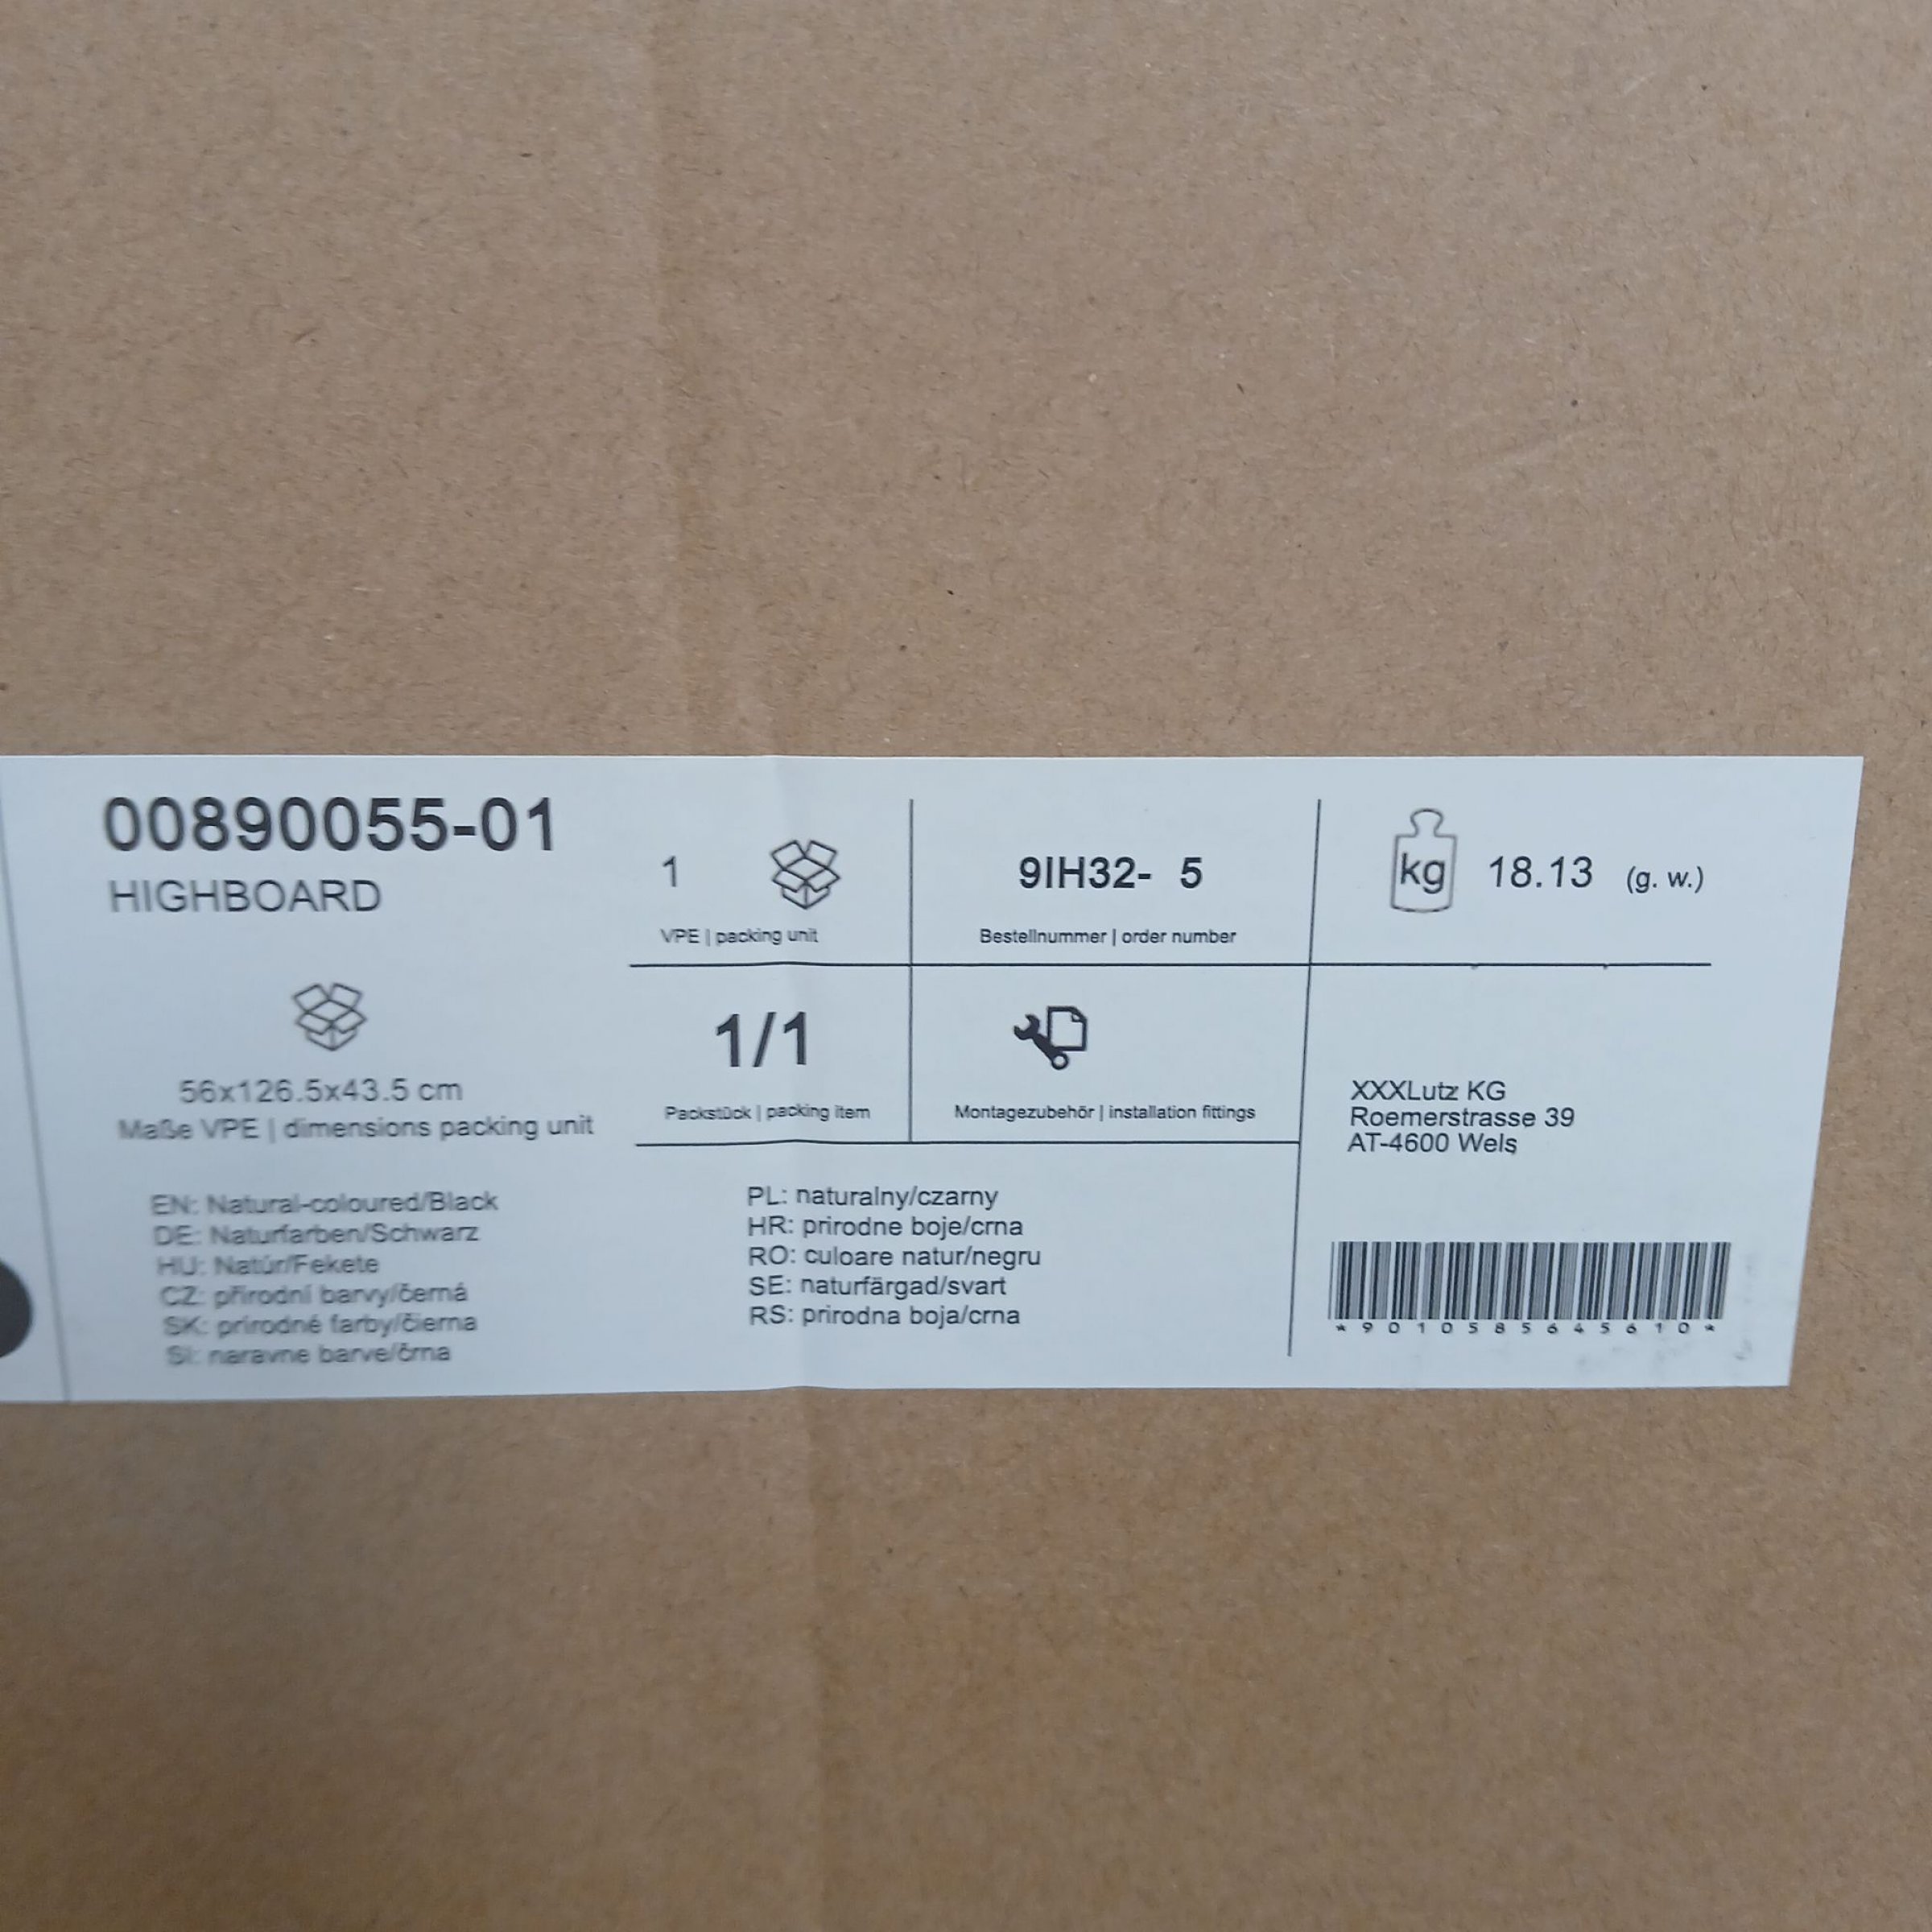 00890055-01
HIGHBOARD
56x126.5x43.5 cm
Maße VPE | dimensions packing unit
EN: Natural-coloured/Black
DE: Naturfarben/Schwarz
HU: Natúr/Fekete
CZ: přírodní barvy/černá
SK: prírodné farby/čierna
SI: naravne barve/črna
1
VPE | packing unit
1/1
Packstück | packing item
PL: naturalny/czarny
HR: prirodne boje/crna
RO: culoare natur/negru
SE: naturfärgad/svart
RS: prirodna boja/crna
9IH32- 5
Bestellnummer | order number
Montagezubehör | installation fittings
kg 18.13 (g. w.)
XXXLutz KG
Roemerstrasse 39
AT-4600 Wels
*9010585645610*